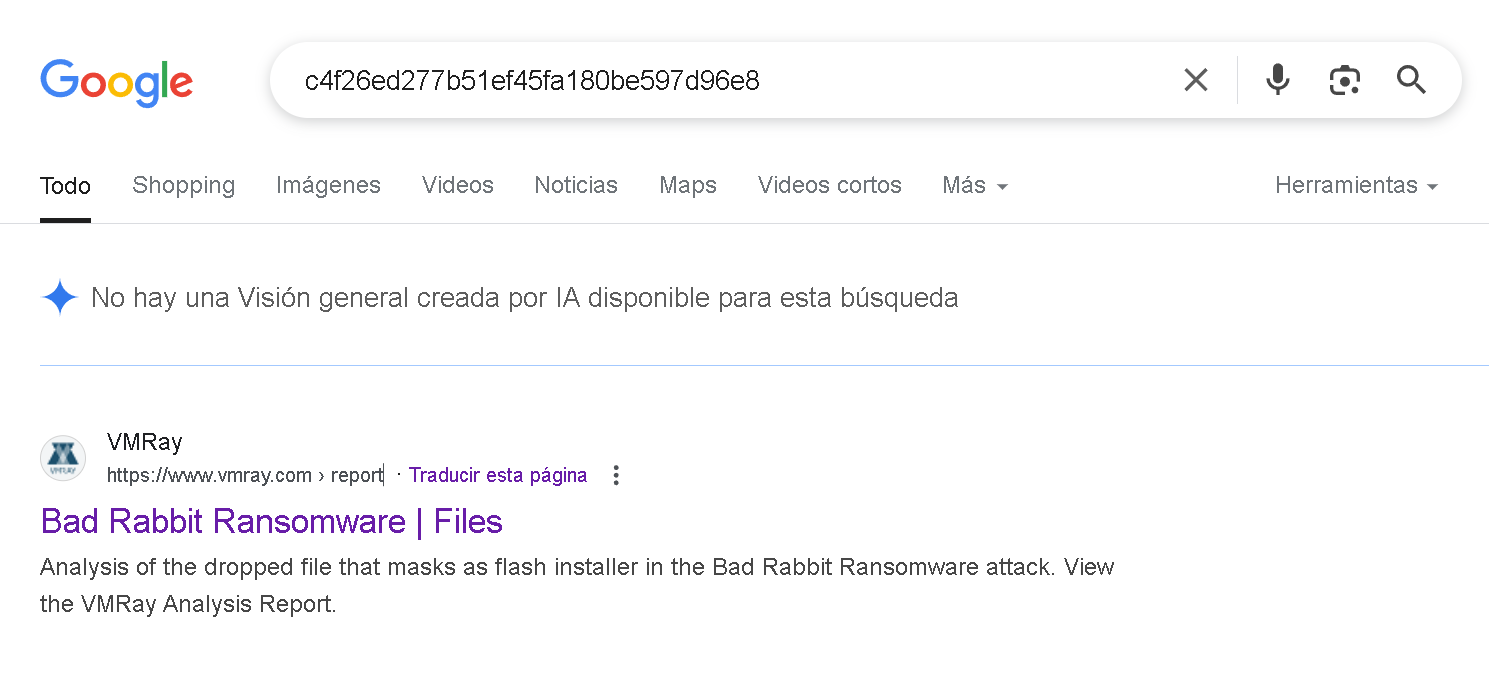 Google
c4f26ed277b51ef45fa180be597d96e8
Todo Shopping Imágenes Videos Noticias Maps Videos cortos Más Herramientas
No hay una Visión general creada por IA disponible para esta búsqueda
VMRAY
VMRay
https://www.vmray.com › report · Traducir esta página
Bad Rabbit Ransomware | Files
Analysis of the dropped file that masks as flash installer in the Bad Rabbit Ransomware attack. View
the VMRay Analysis Report.